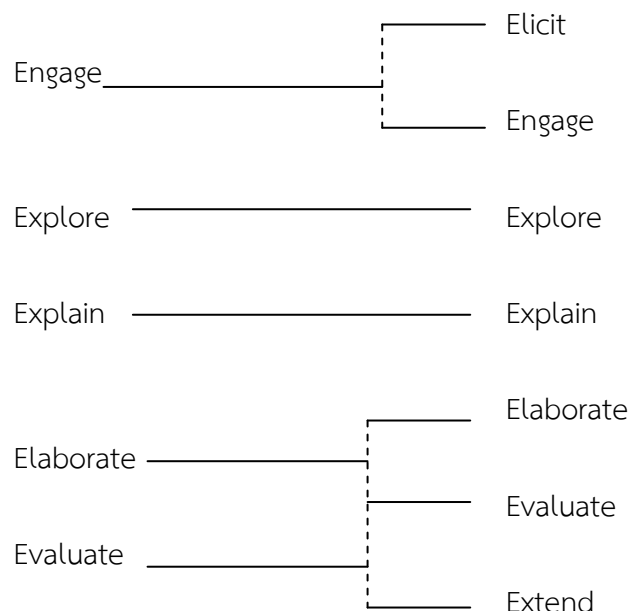 Elicit
Engage
Engage
Explore Explore
Explain Explain
Elaborate
Elaborate
Evaluate
Evaluate
Extend